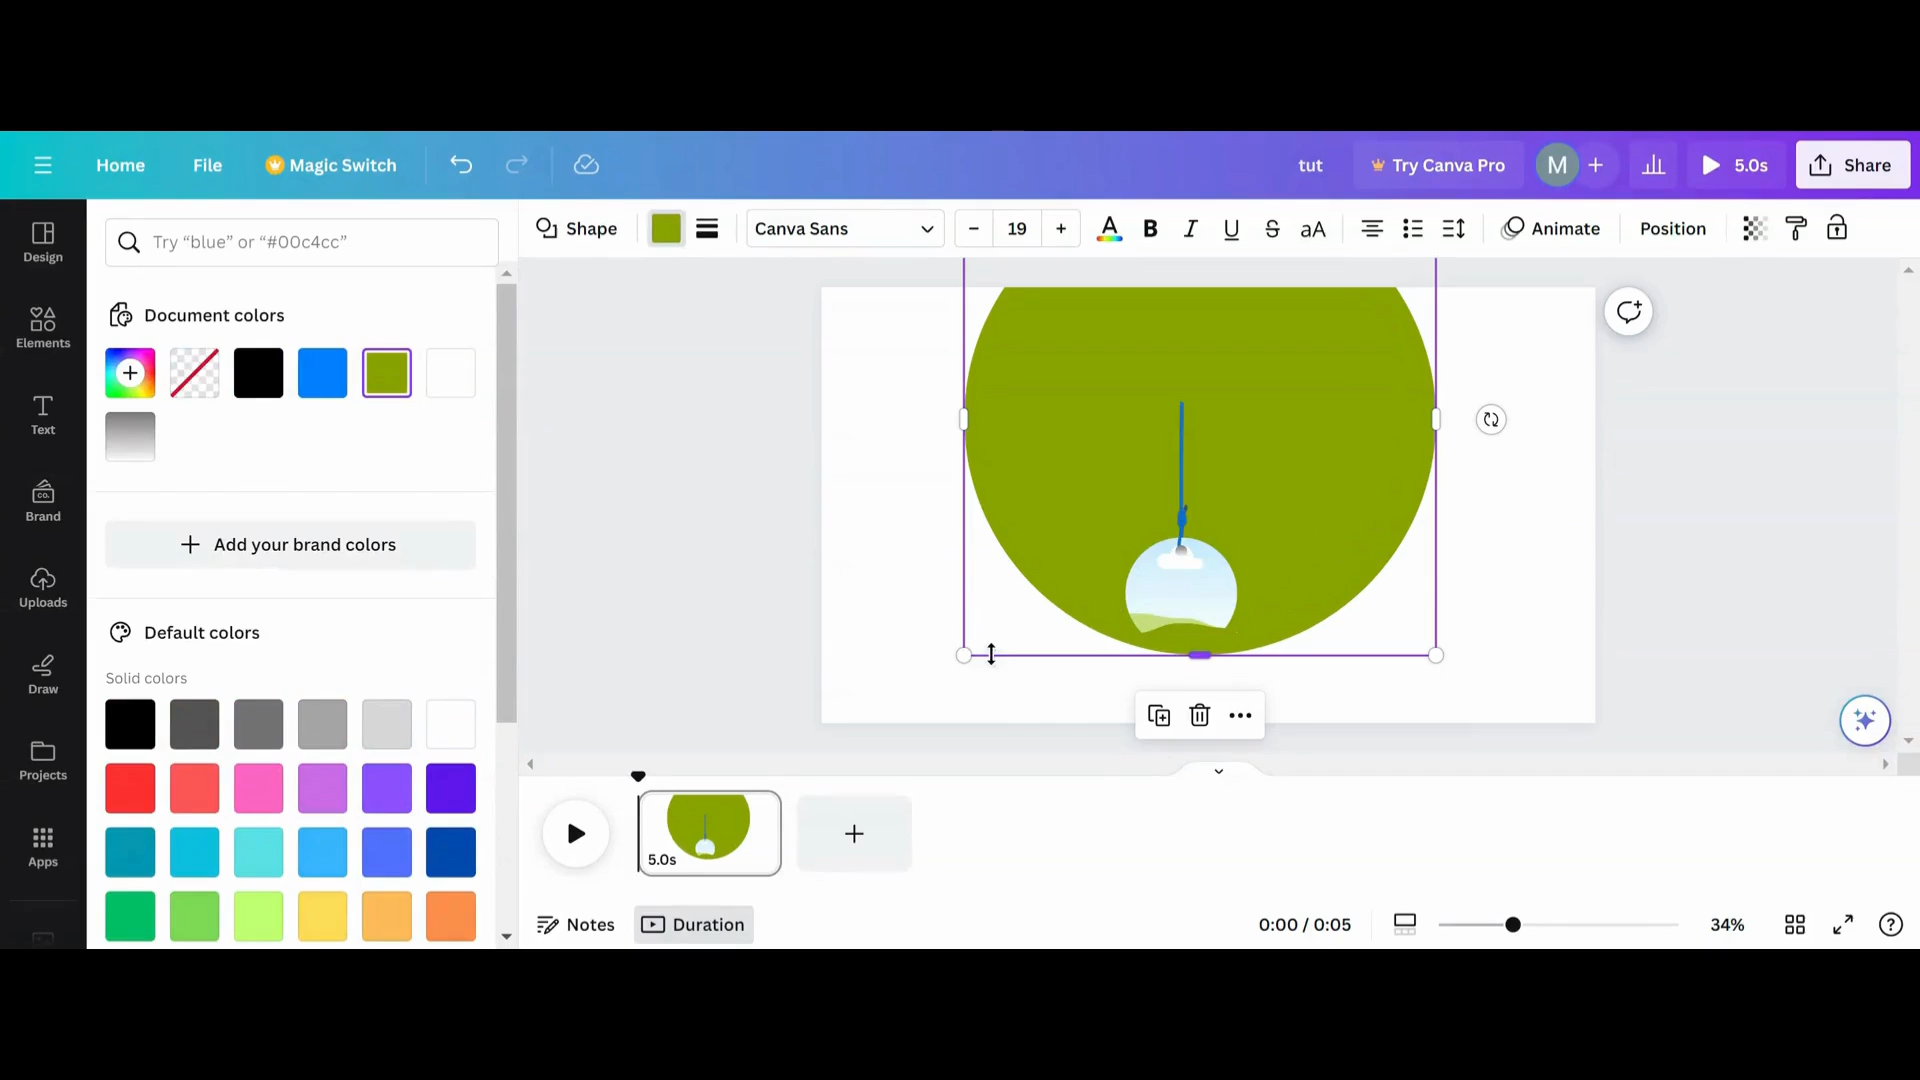 Home File Magic Switch tut Try Canva Pro M 5.0s Share
Try “blue” or “#00c4cc”
Shape Canva Sans 19 A B I U S aA Animate Position
Design
Elements
Text
Brand
Uploads
Draw
Projects
Apps
Document colors
Add your brand colors
Default colors
Solid colors
5.0s
Notes Duration 0:00 / 0:05 34%